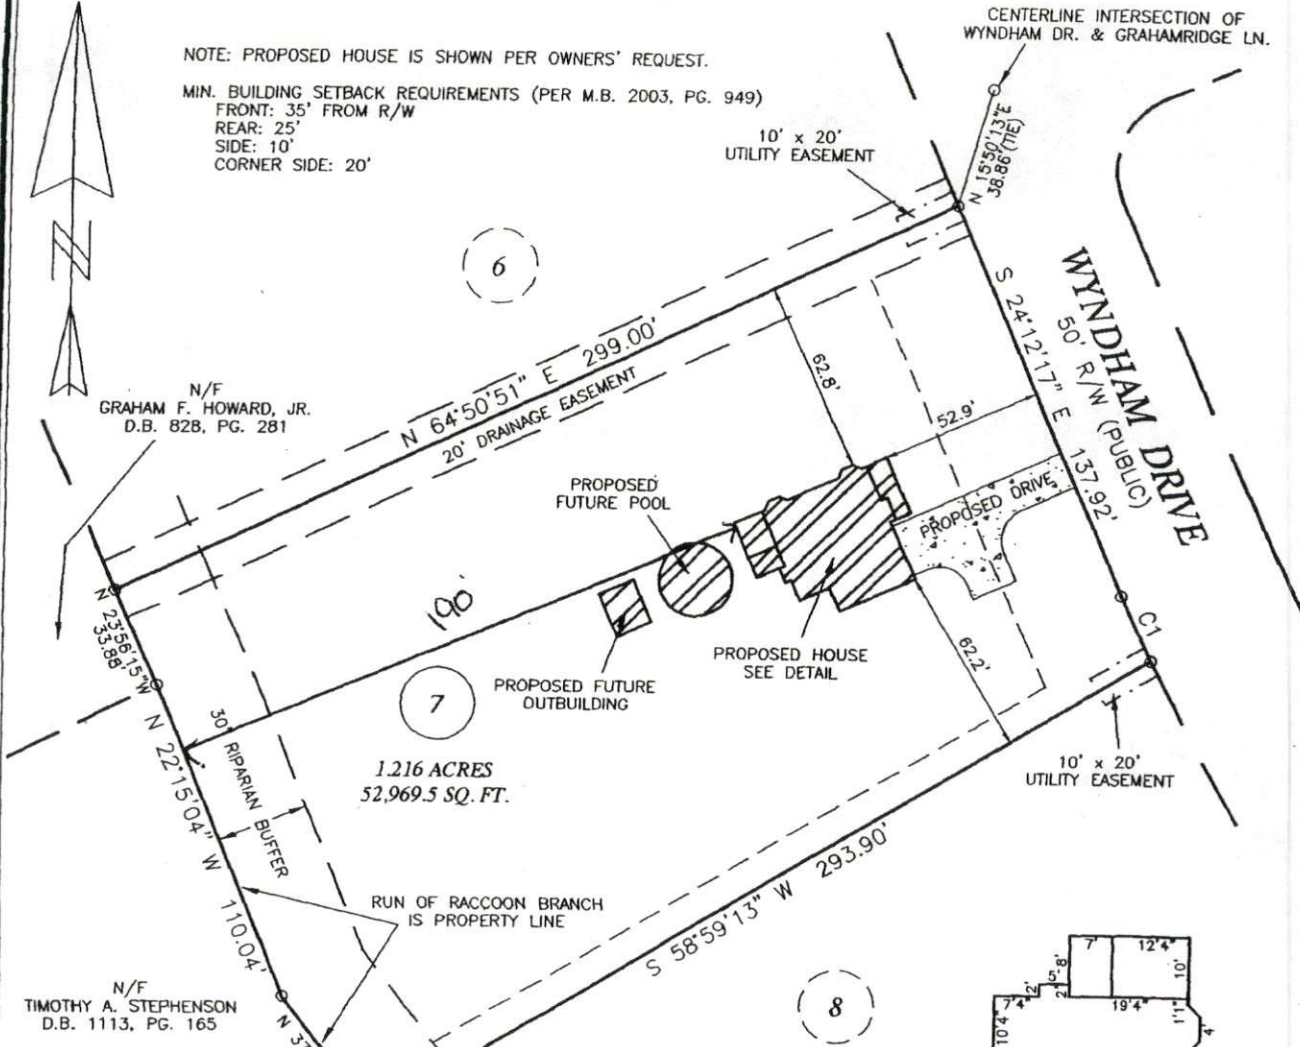 CENTERLINE INTERSECTION OF
WYNDHAM DR. & GRAHAMRIDGE LN.
NOTE: PROPOSED HOUSE IS SHOWN PER OWNERS' REQUEST.
MIN. BUILDING SETBACK REQUIREMENTS (PER M.B. 2003, PG. 949)
FRONT: 35' FROM R/W
REAR: 25'
SIDE: 10'
CORNER SIDE: 20'
10' x 20'
UTILITY EASEMENT
N 15°50'13"E
38.86'(TIE)
N
6
WYNDHAM DRIVE
50' R/W (PUBLIC)
S 24°12'17" E 137.92'
N 64°50'51" E 299.00'
20' DRAINAGE EASEMENT
62.8'
52.9'
N/F
GRAHAM F. HOWARD, JR.
D.B. 828, PG. 281
PROPOSED
FUTURE POOL
PROPOSED DRIVE
190'
N 23°56'15"W
33.88'
C1
62.2'
PROPOSED HOUSE
SEE DETAIL
PROPOSED FUTURE
OUTBUILDING
7
1.216 ACRES
52,969.5 SQ. FT.
30' RIPARIAN BUFFER
N 22°15'04" W 110.04'
10' x 20'
UTILITY EASEMENT
S 58°59'13" W 293.90'
RUN OF RACCOON BRANCH
IS PROPERTY LINE
N/F
TIMOTHY A. STEPHENSON
D.B. 1113, PG. 165
8
7'
12'4"
5'
8'
10'
2'
2'
7'4"
19'4"
1'1"
4'
10'4"